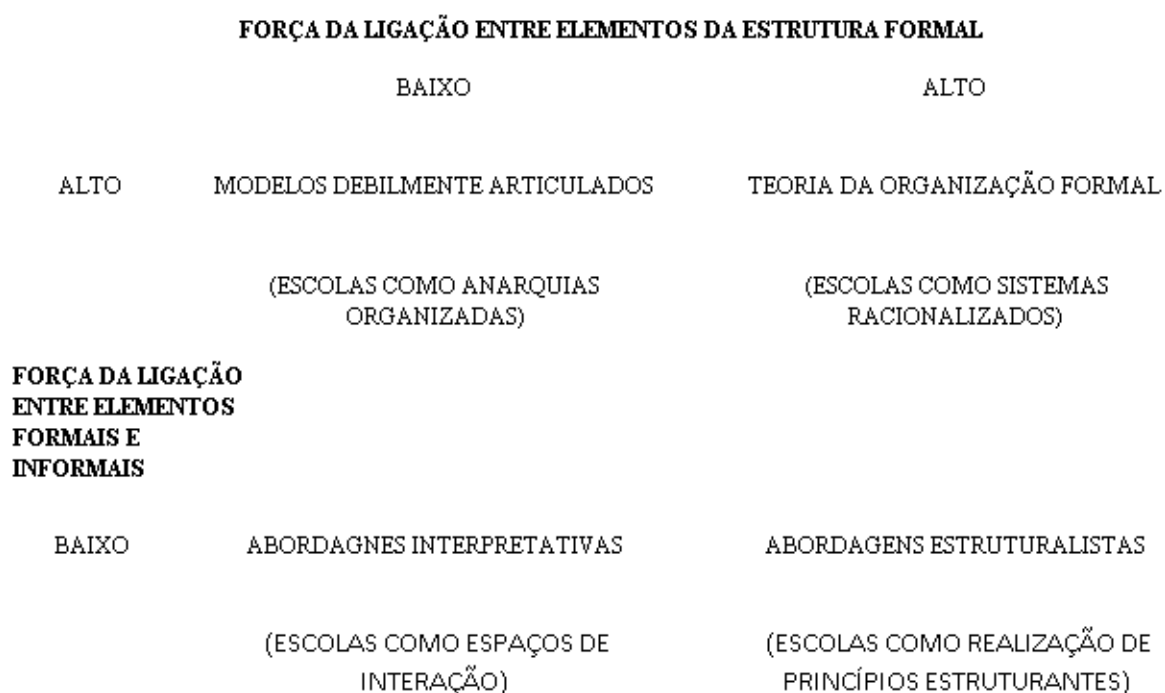 FORÇA DA LIGAÇÃO ENTRE ELEMENTOS DA ESTRUTURA FORMAL
BAIXO ALTO
ALTO MODELOS DEBILMENTE ARTICULADOS TEORIA DA ORGANIZAÇÃO FORMAL
(ESCOLAS COMO ANARQUIAS (ESCOLAS COMO SISTEMAS
ORGANIZADAS) RACIONALIZADOS)
FORÇA DA LIGAÇÃO
ENTRE ELEMENTOS
FORMAIS E
INFORMAIS
BAIXO ABORDAGNES INTERPRETATIVAS ABORDAGENS ESTRUTURALISTAS
(ESCOLAS COMO ESPAÇOS DE (ESCOLAS COMO REALIZAÇÃO DE
INTERAÇÃO) PRINCÍPIOS ESTRUTURANTES)